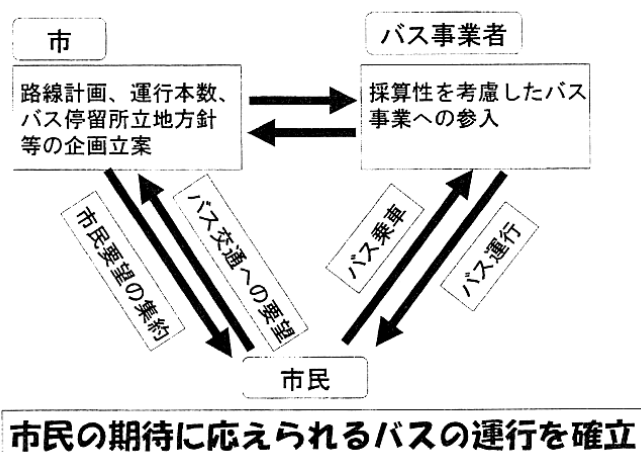 市
バス事業者
路線計画、運行本数、
バス停留所立地方針
等の企画立案
採算性を考慮したバス
事業への参入
市民要望の集約
バス交通への要望
バス乗車
バス運行
市民
市民の期待に応えられるバスの運行を確立